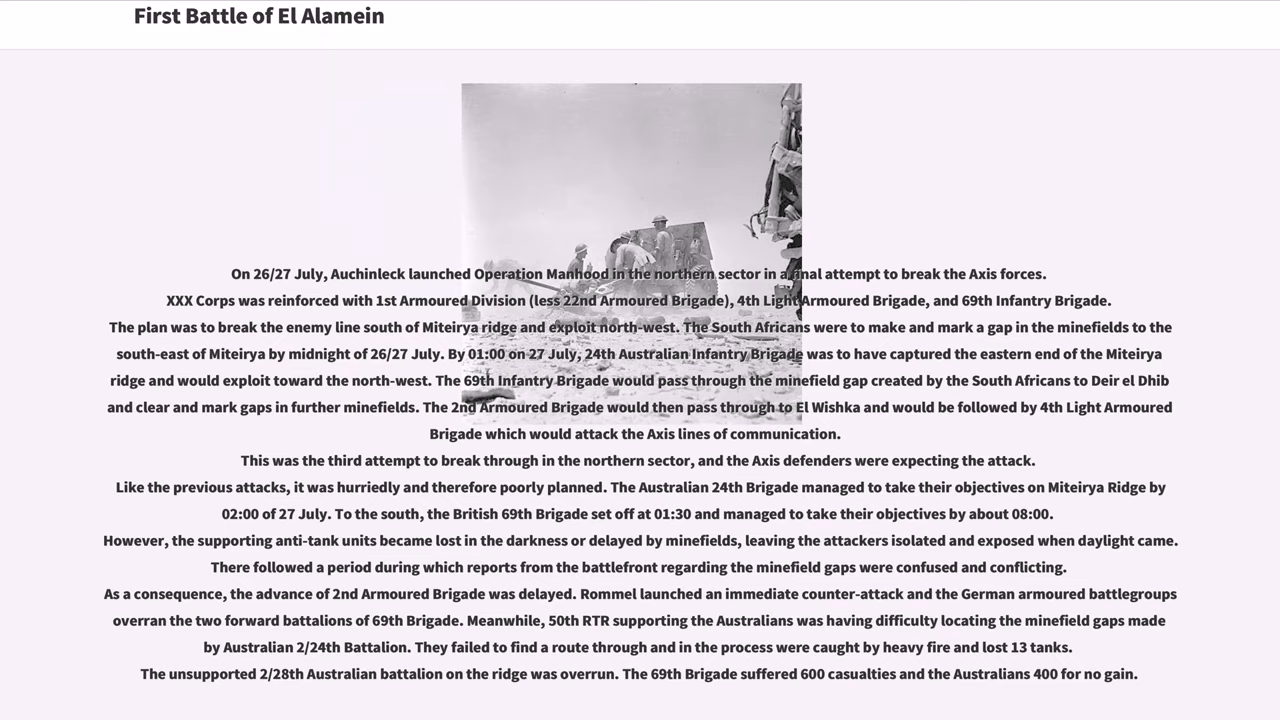 First Battle of El Alamein
On 26/27 July, Auchinleck launched Operation Manhood in the northern sector in a final attempt to break the Axis forces.
XXX Corps was reinforced with 1st Armoured Division (less 22nd Armoured Brigade), 4th Light Armoured Brigade, and 69th Infantry Brigade.
The plan was to break the enemy line south of Miteirya ridge and exploit north-west. The South Africans were to make and mark a gap in the minefields to the
south-east of Miteirya by midnight of 26/27 July. By 01:00 on 27 July, 24th Australian Infantry Brigade was to have captured the eastern end of the Miteirya
ridge and would exploit toward the north-west. The 69th Infantry Brigade would pass through the minefield gap created by the South Africans to Deir el Dhib
and clear and mark gaps in further minefields. The 2nd Armoured Brigade would then pass through to El Wishka and would be followed by 4th Light Armoured
Brigade which would attack the Axis lines of communication.
This was the third attempt to break through in the northern sector, and the Axis defenders were expecting the attack.
Like the previous attacks, it was hurriedly and therefore poorly planned. The Australian 24th Brigade managed to take their objectives on Miteirya Ridge by
02:00 of 27 July. To the south, the British 69th Brigade set off at 01:30 and managed to take their objectives by about 08:00.
However, the supporting anti-tank units became lost in the darkness or delayed by minefields, leaving the attackers isolated and exposed when daylight came.
There followed a period during which reports from the battlefront regarding the minefield gaps were confused and conflicting.
As a consequence, the advance of 2nd Armoured Brigade was delayed. Rommel launched an immediate counter-attack and the German armoured battlegroups
overran the two forward battalions of 69th Brigade. Meanwhile, 50th RTR supporting the Australians was having difficulty locating the minefield gaps made
by Australian 2/24th Battalion. They failed to find a route through and in the process were caught by heavy fire and lost 13 tanks.
The unsupported 2/28th Australian battalion on the ridge was overrun. The 69th Brigade suffered 600 casualties and the Australians 400 for no gain.